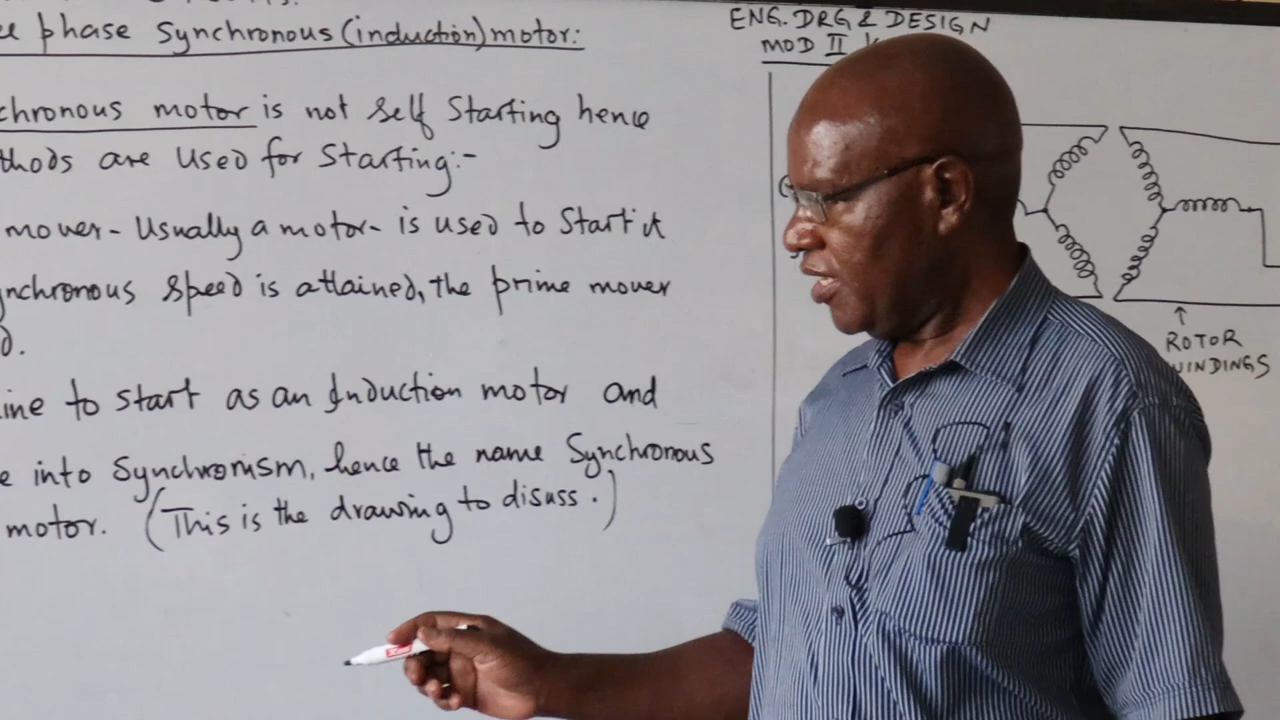 phase Synchronous (induction) motor:
chronous motor is not self Starting hence
thods are Used for Starting:-
mover - Usually a motor - is used to Start it
nchronous Speed is attained, the prime mover
d.
ine to start as an Induction motor and
e into Synchronism, hence the name Synchronous
motor. (This is the drawing to disuss.)
ENG. DRG & DESIGN
MOD II
ROTOR
WINDINGS